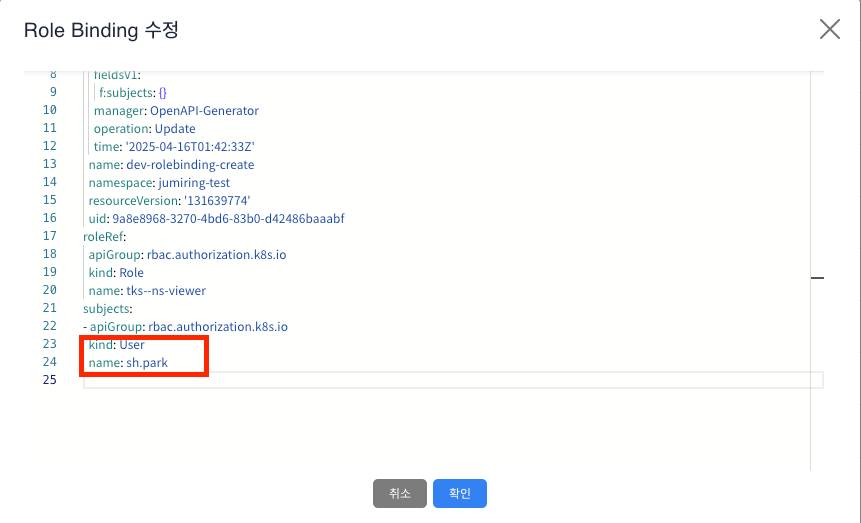 Role Binding 수정
8 fieldsV1:
9 f:subjects: {}
10 manager: OpenAPI-Generator
11 operation: Update
12 time: '2025-04-16T01:42:33Z'
13 name: dev-rolebinding-create
14 namespace: jumiring-test
15 resourceVersion: '131639774'
16 uid: 9a8e8968-3270-4bd6-83b0-d42486baaabf
17 roleRef:
18 apiGroup: rbac.authorization.k8s.io
19 kind: Role
20 name: tks--ns-viewer
21 subjects:
22 - apiGroup: rbac.authorization.k8s.io
23 kind: User
24 name: sh.park
25
취소 확인